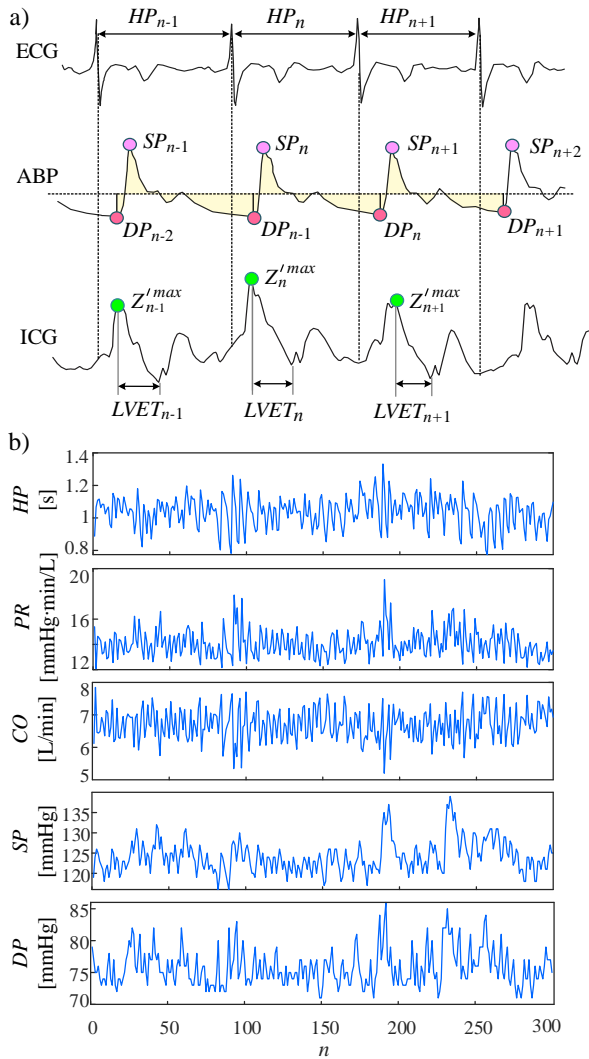 a)
HPn-1 HPn HPn+1
ECG
SPn-1 SPn SPn+1 SPn+2
ABP
DPn-2 DPn-1 DPn DPn+1
Z'maxn-1 Z'maxn Z'maxn+1
ICG
LVETn-1 LVETn LVETn+1
b)
HP [s]
1.4
1.2
1
0.8
PR [mmHg·min/L]
20
16
12
CO [L/min]
8
7
6
5
SP [mmHg]
135
130
125
120
DP [mmHg]
85
80
75
70
0 50 100 150 200 250 300
n